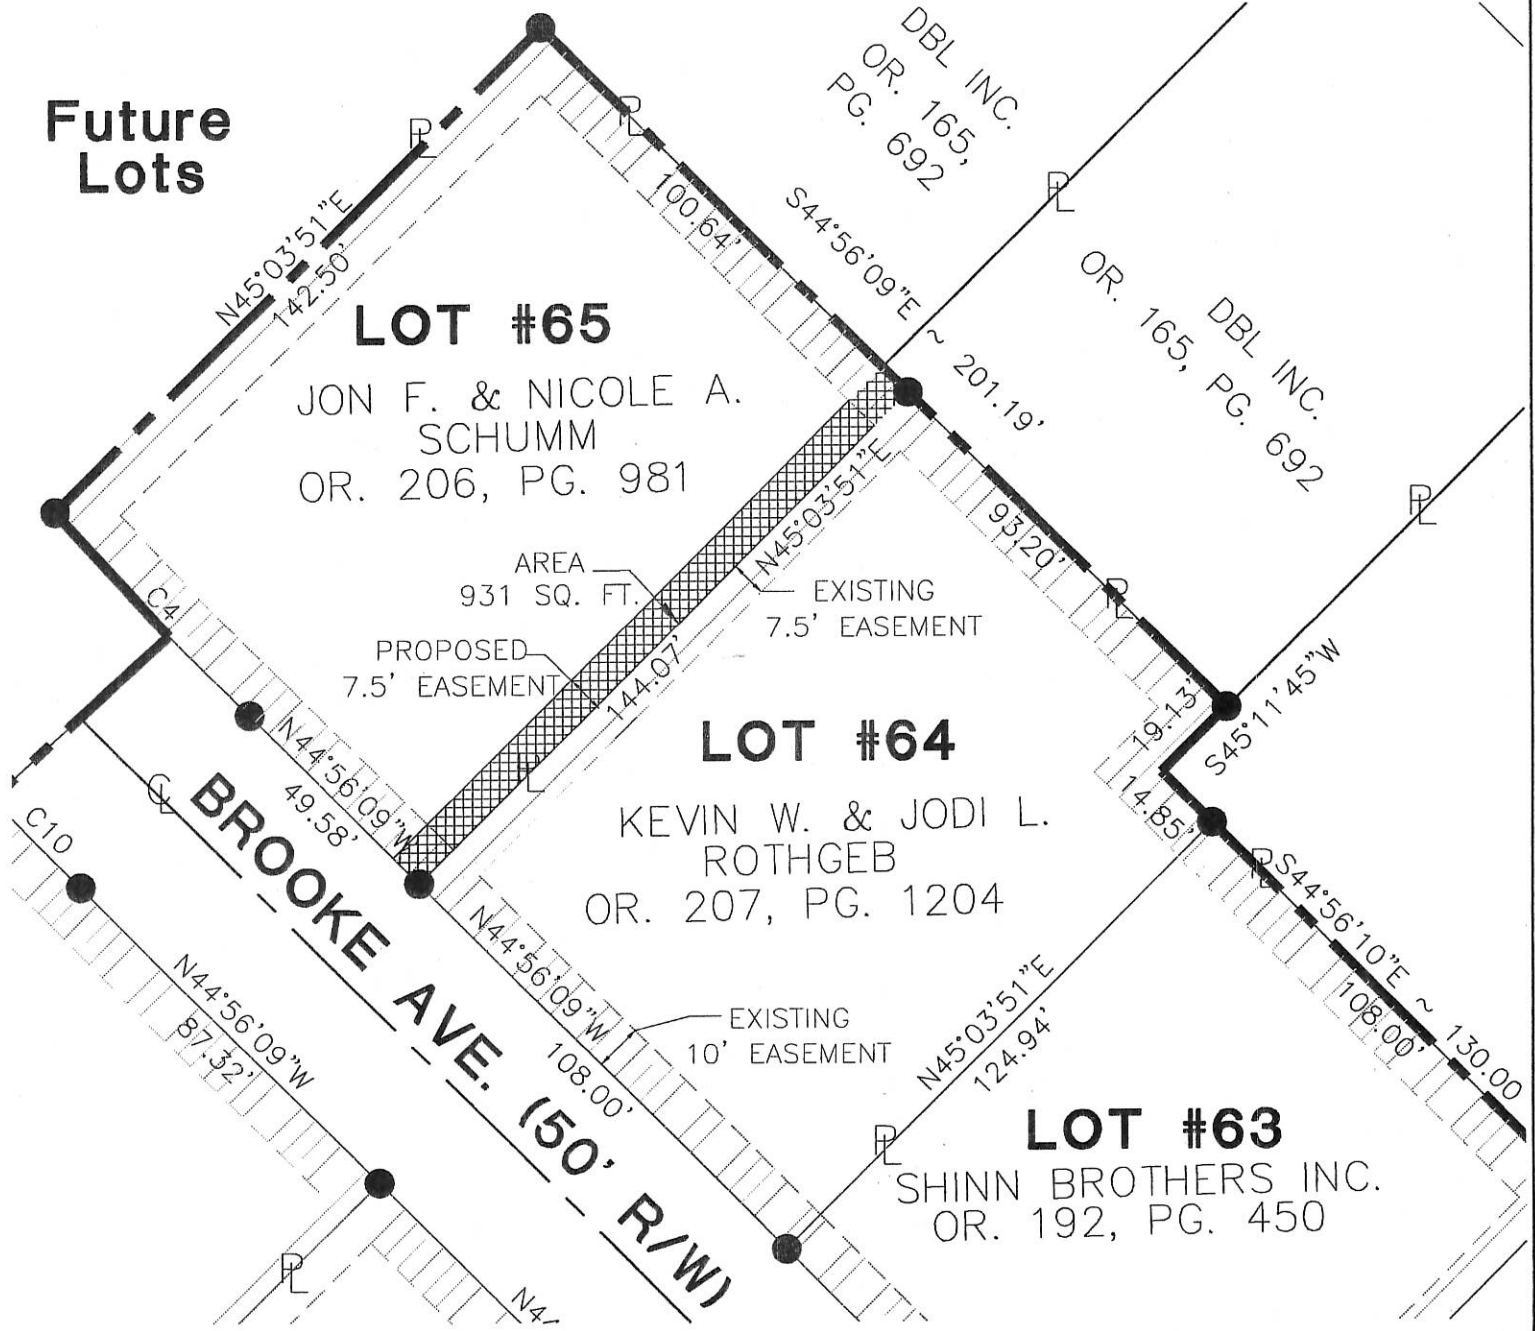 Future
Lots
PL
PL
DBL INC.
OR. 165,
PG. 692
PL
N45°03'51"E
142.50'
100.64'
S44°56'09"E ~ 201.19'
DBL INC.
OR. 165, PG. 692
PL
LOT #65
JON F. & NICOLE A.
SCHUMM
OR. 206, PG. 981
AREA
931 SQ. FT.
PROPOSED
7.5' EASEMENT
N45°03'51"E
144.07'
EXISTING
7.5' EASEMENT
93.20'
PL
C4
N44°56'09"W
49.58'
LOT #64
KEVIN W. & JODI L.
ROTHGEB
OR. 207, PG. 1204
19.13'
S45°11'45"W
14.85'
PL
S44°56'10"E ~ 130.00
108.00'
CL
BROOKE AVE. (50' R/W)
C10
N44°56'09"W
87.32'
N44°56'09"W
108.00'
EXISTING
10' EASEMENT
N45°03'51"E
124.94'
PL
LOT #63
SHINN BROTHERS INC.
OR. 192, PG. 450
PL